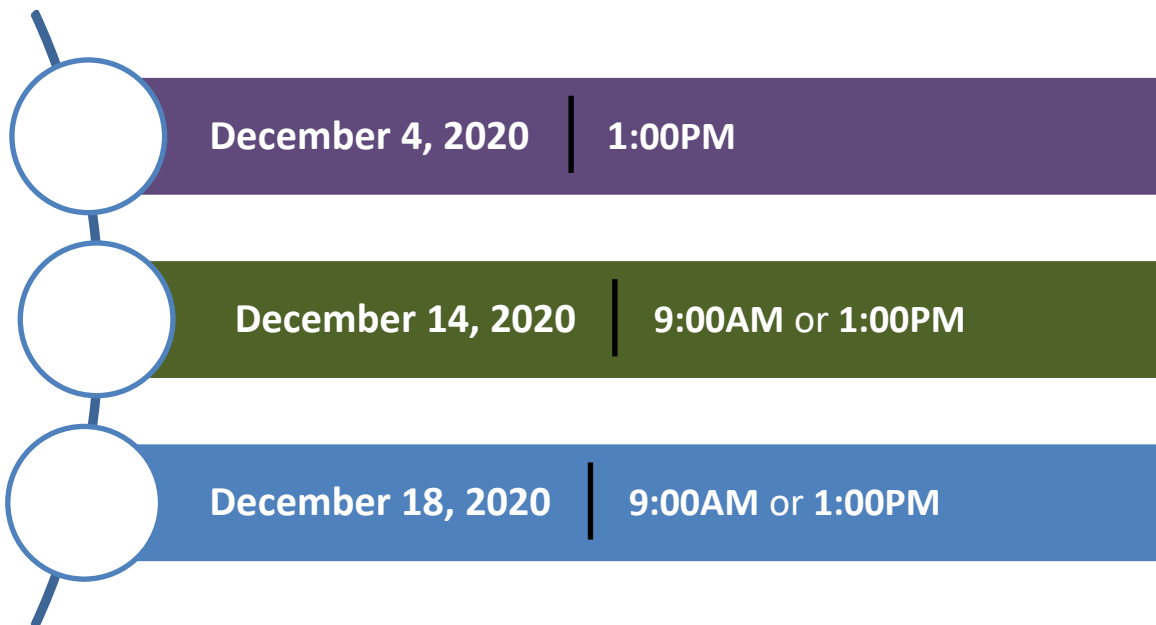 December 4, 2020 1:00PM
December 14, 2020 9:00AM or 1:00PM
December 18, 2020 9:00AM or 1:00PM